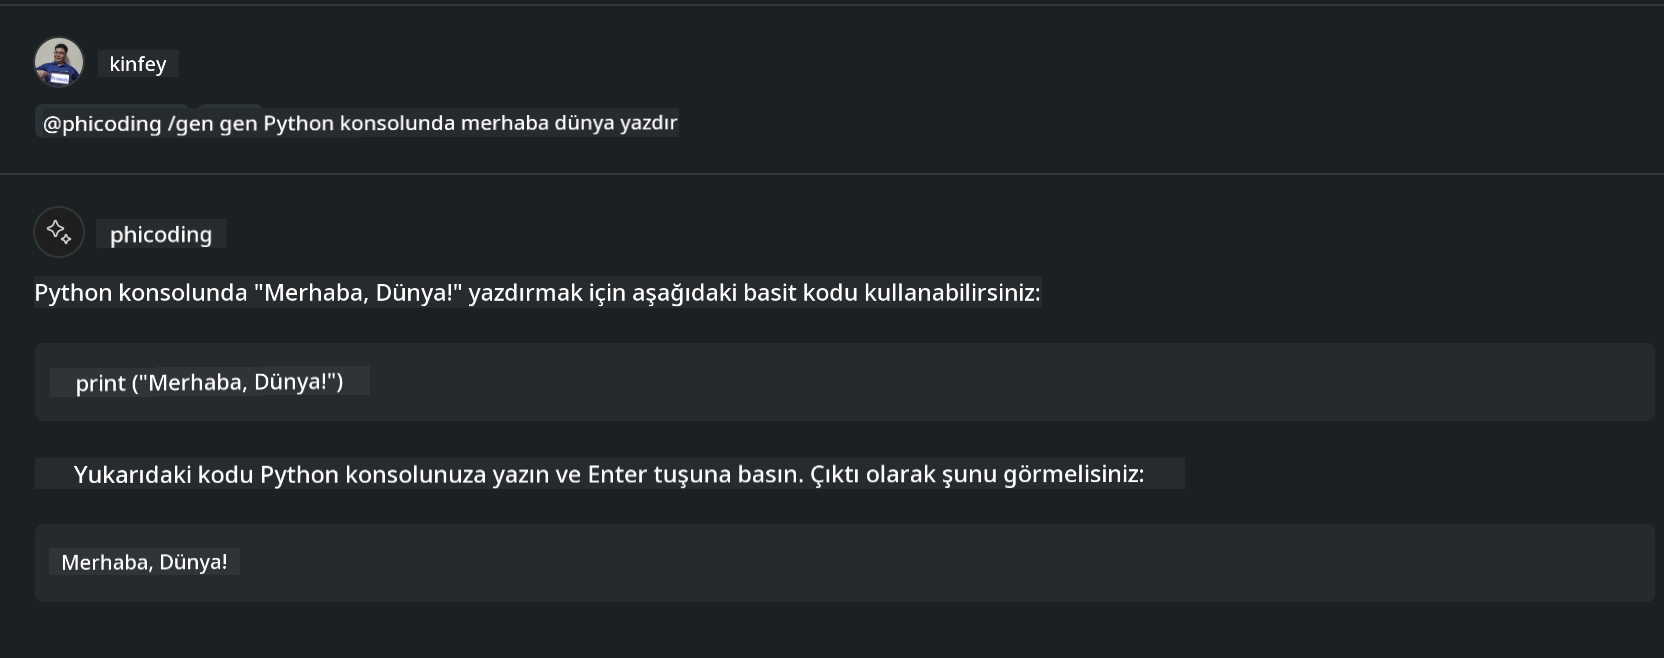 kinfey
@phicoding /gen gen Python konsolunda merhaba dünya yazdır
phicoding
Python konsolunda "Merhaba, Dünya!" yazdırmak için aşağıdaki basit kodu kullanabilirsiniz:
print ("Merhaba, Dünya!")
Yukarıdaki kodu Python konsolunuza yazın ve Enter tuşuna basın. Çıktı olarak şunu görmelisiniz:
Merhaba, Dünya!